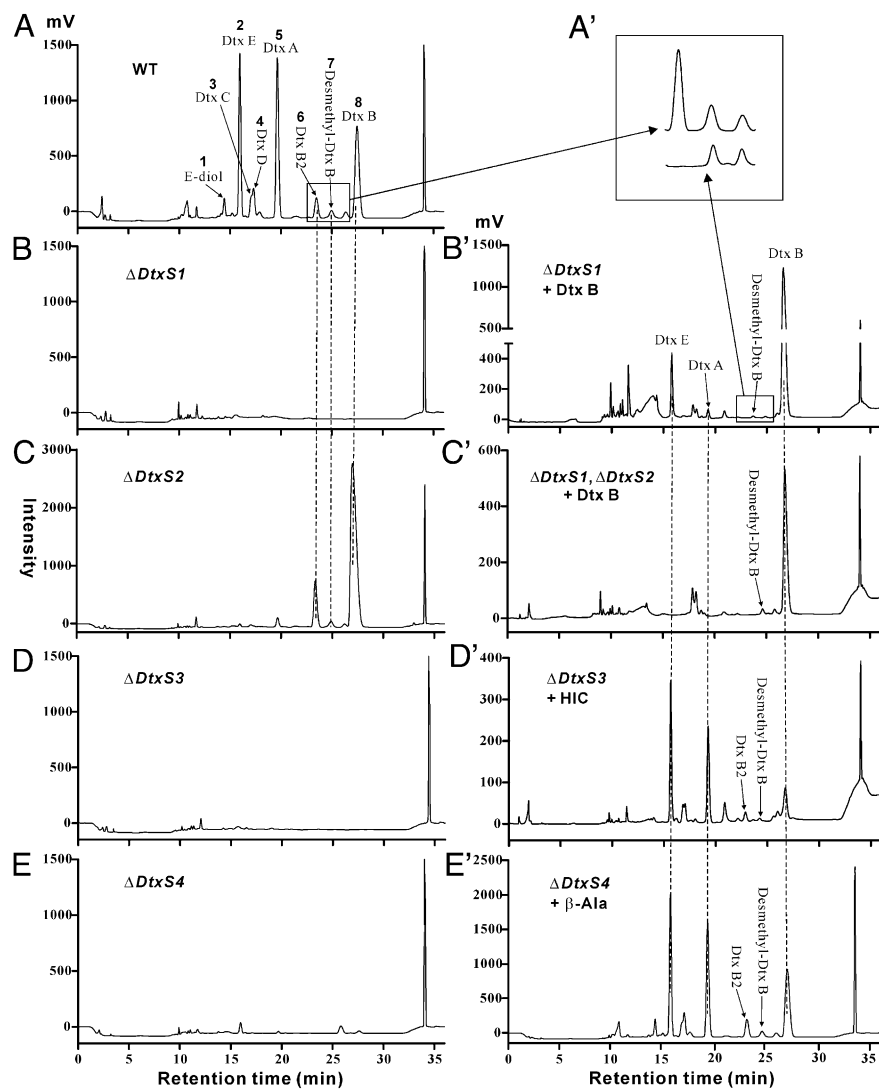 A
mV
A'
1500
1000
500
0
WT
1
E-diol
2
Dtx E
3
Dtx C
4
Dtx D
5
Dtx A
6
Dtx B2
7
Desmethyl-Dtx B
8
Dtx B
B
1500
1000
500
0
ΔDtxS1
B'
mV
1500
1000
500
400
200
0
ΔDtxS1
+ Dtx B
Dtx E
Dtx A
Desmethyl-Dtx B
Dtx B
C
3000
2000
1000
0
Intensity
ΔDtxS2
C'
600
400
200
0
ΔDtxS1, ΔDtxS2
+ Dtx B
Desmethyl-Dtx B
D
1500
1000
500
0
ΔDtxS3
D'
400
300
200
100
0
ΔDtxS3
+ HIC
Dtx B2
Desmethyl-Dtx B
E
1500
1000
500
0
ΔDtxS4
0 5 10 15 20 25 30 35
Retention time (min)
E'
2500
2000
1500
1000
500
0
ΔDtxS4
+ β-Ala
Dtx B2
Desmethyl-Dtx B
0 5 10 15 20 25 30 35
Retention time (min)